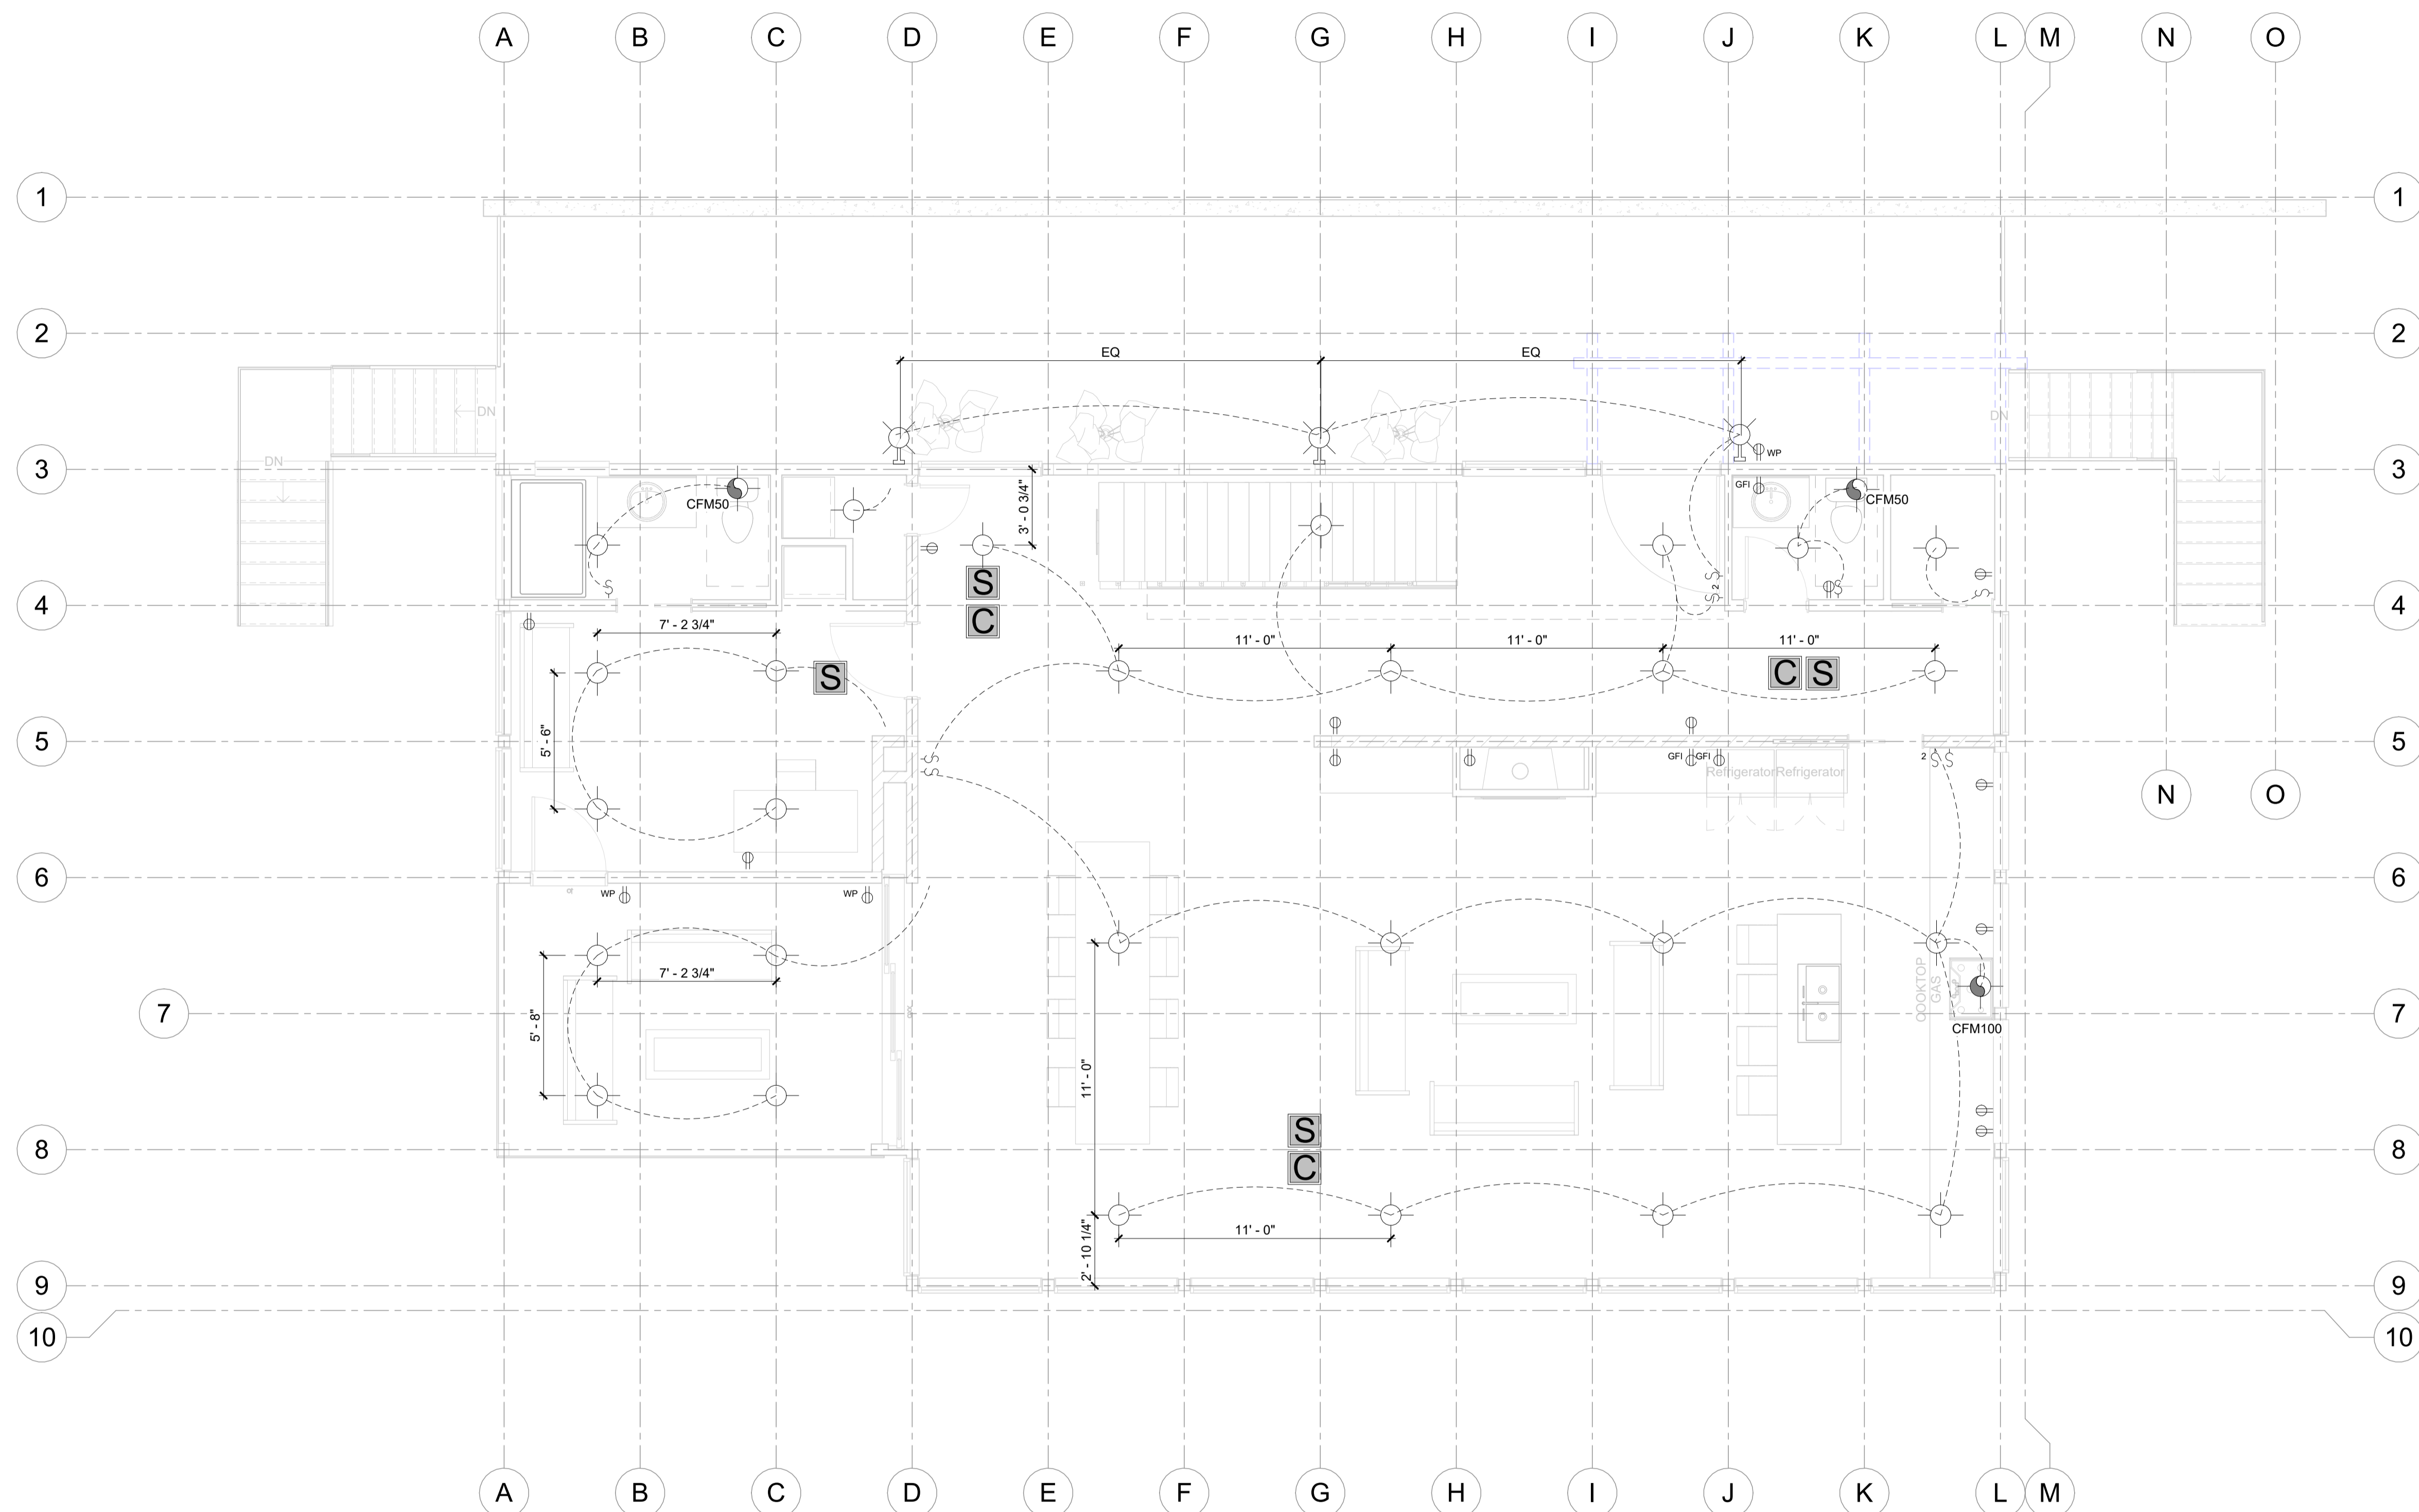 A B C D E F G H I J K L M N O
1 1
2 2
EQ EQ
DN DN
3 3
DN
WP
GFI
CFM50 CFM50
3' - 0 3/4"
S
S
S
2
S
S
S
4 4
C
7' - 2 3/4"
11' - 0" 11' - 0" 11' - 0"
S
C S
5' - 6"
5 5
S
S
GFI GFI
2 S S
Refrigerator Refrigerator
N O
6 6
WP WP
7' - 2 3/4"
COOKTOP
GAS
5' - 8"
7 7
CFM100
11' - 0"
S
8 8
C
11' - 0"
2' - 10 1/4"
9 9
10 10
A B C D E F G H I J K L M